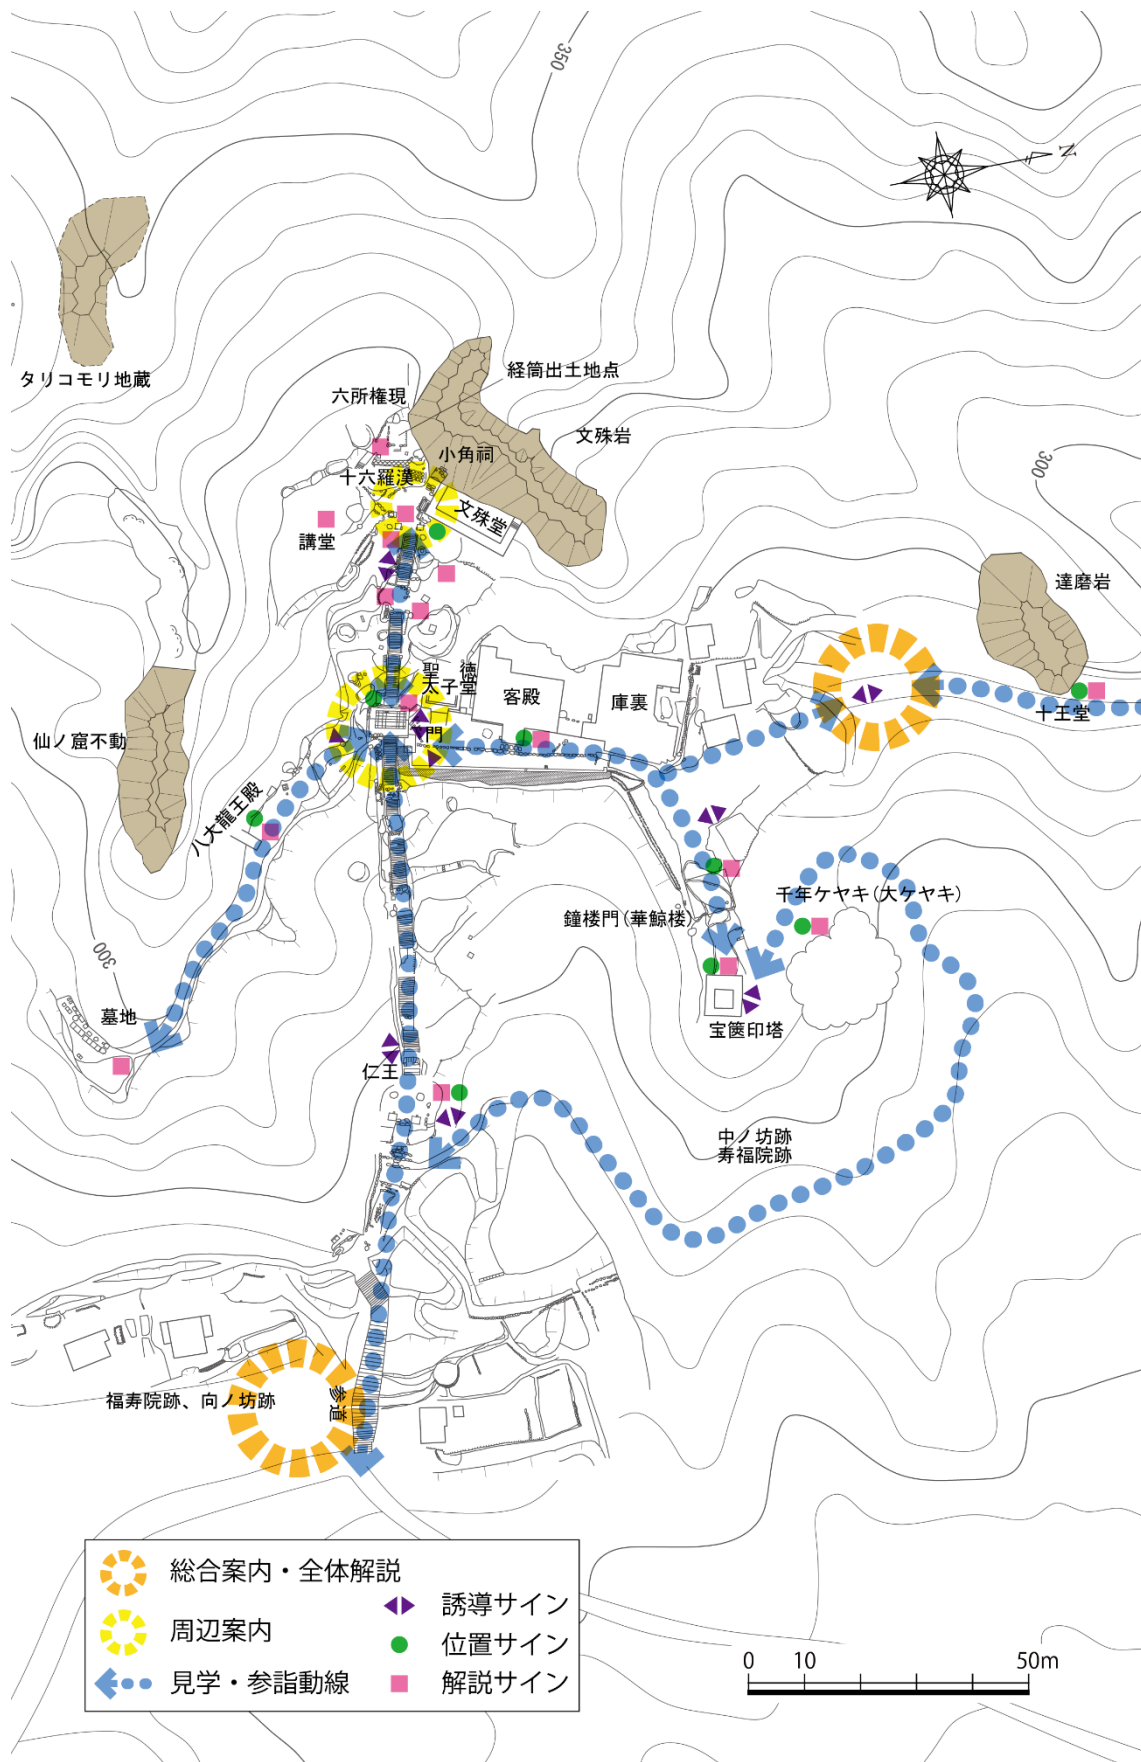 350
N
タリコモリ地蔵
経筒出土地点
六所権現
文殊岩
小角祠
十六羅漢
300
文殊堂
講堂
達磨岩
聖徳
太子堂
客殿
庫裏
十王堂
門
仙ノ窟不動
八大龍王殿
千年ケヤキ(大ケヤキ)
鐘楼門(華鯨楼)
300
墓地
宝篋印塔
仁王
中ノ坊跡
寿福院跡
福寿院跡、向ノ坊跡
参道
総合案内・全体解説
周辺案内
見学・参詣動線
誘導サイン
位置サイン
解説サイン
0 10 50m